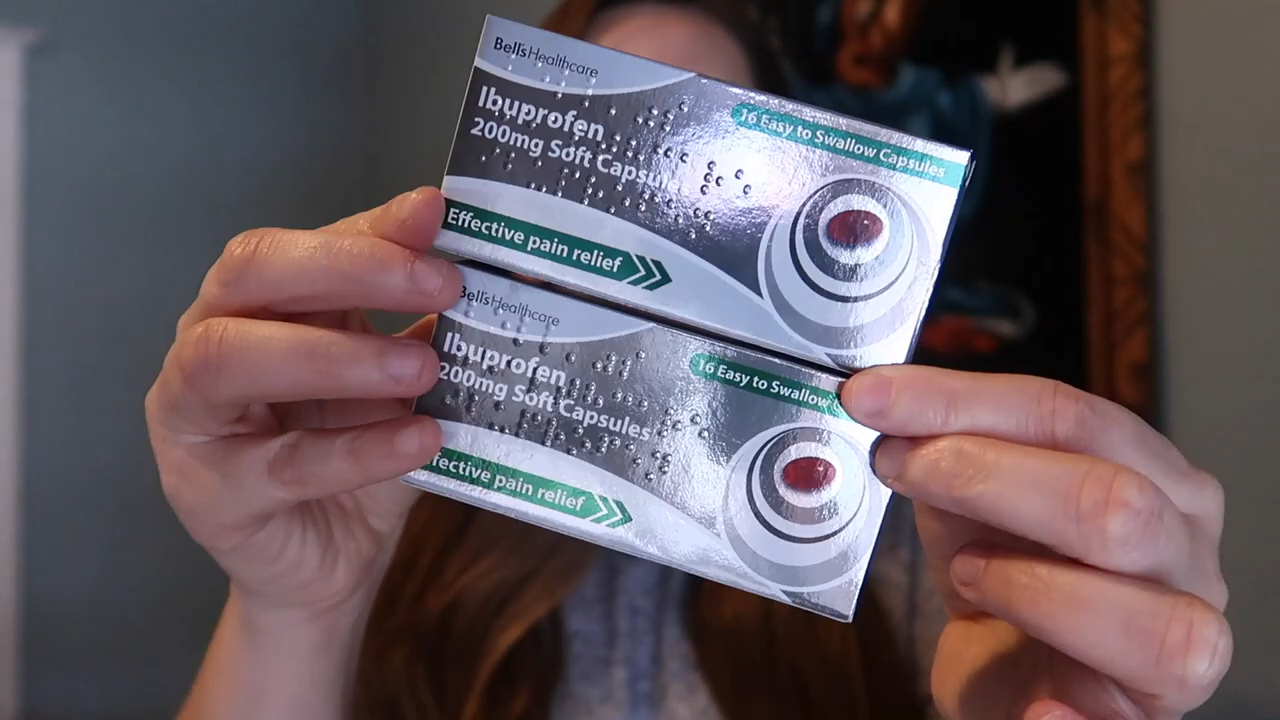 Bell's Healthcare
Ibuprofen
200mg Soft Capsules
16 Easy to Swallow Capsules
Effective pain relief
Bell's Healthcare
Ibuprofen
200mg Soft Capsules
16 Easy to Swallow
fective pain relief